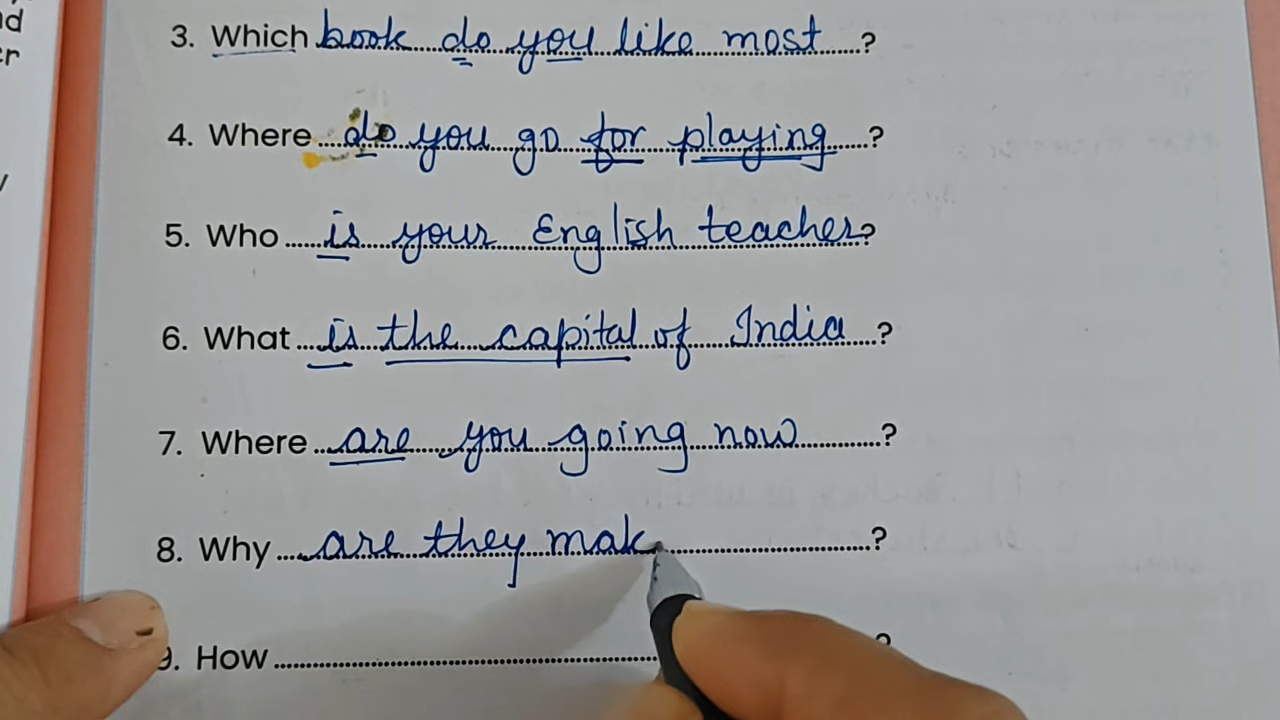 3. Which book do you like most ?
4. Where do you go for playing ?
5. Who is your English teacher ?
6. What is the capital of India ?
7. Where are you going now ?
8. Why are they mak ?
9. How ?